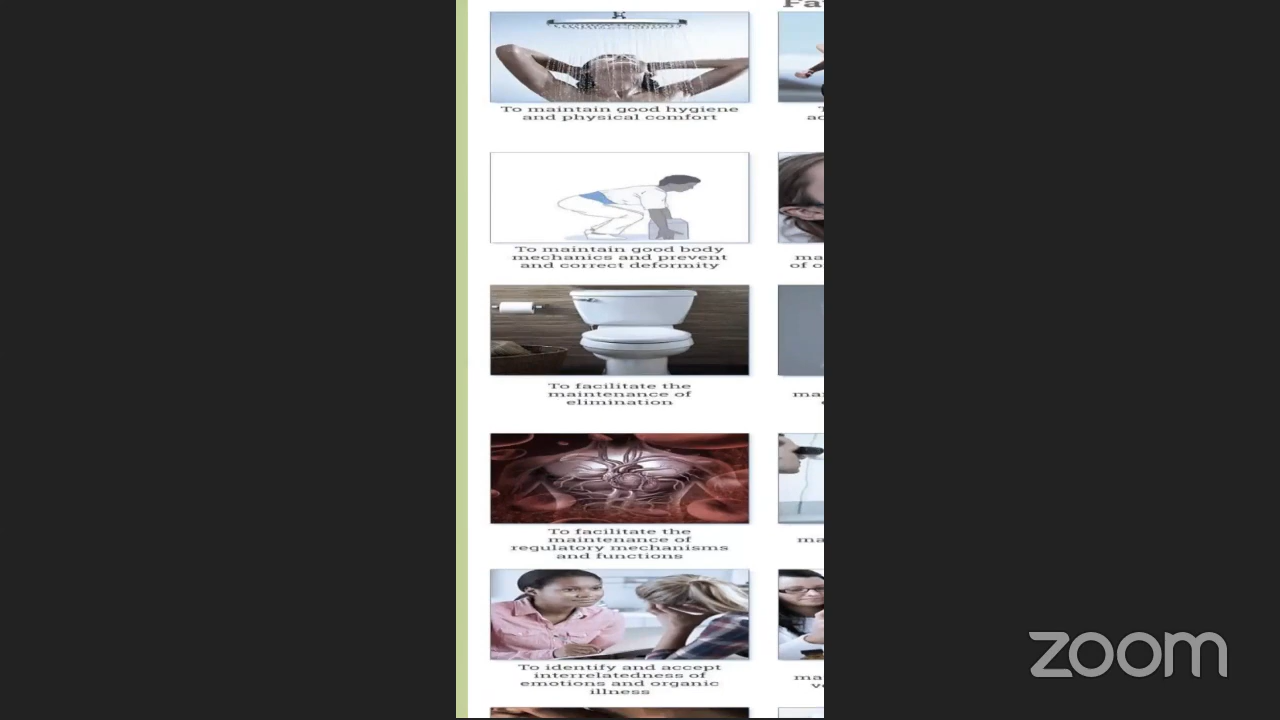 To maintain good hygiene
and physical comfort
To maintain good body
mechanics and prevent
and correct deformity
To facilitate the
maintenance of
elimination
To facilitate the
maintenance of
regulatory mechanisms
and functions
To identify and accept
interrelatedness of
emotions and organic
illness
zoom